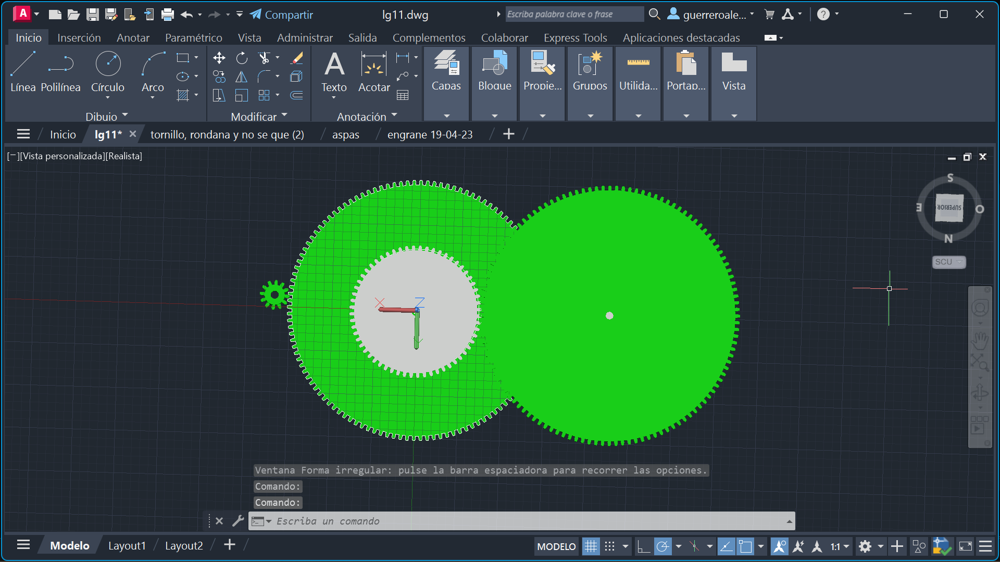 A
Compartir
lg11.dwg
Escriba palabra clave o frase
guerreroale...
Inicio
Inserción
Anotar
Paramétrico
Vista
Administrar
Salida
Complementos
Colaborar
Express Tools
Aplicaciones destacadas
Línea
Polilínea
Círculo
Arco
A
Texto
Acotar
Capas
Bloque
Propie...
Grupos
Utilida...
Portap...
Vista
Dibujo
Modificar
Anotación
Inicio
lg11*
tornillo, rondana y no se que (2)
aspas
engrane 19-04-23
[−][Vista personalizada][Realista]
S
E
SUPERIOR
O
N
SCU
X
Z
Y
Ventana Forma irregular: pulse la barra espaciadora para recorrer las opciones.
Comando:
Comando:
Escriba un comando
Modelo
Layout1
Layout2
MODELO
1:1